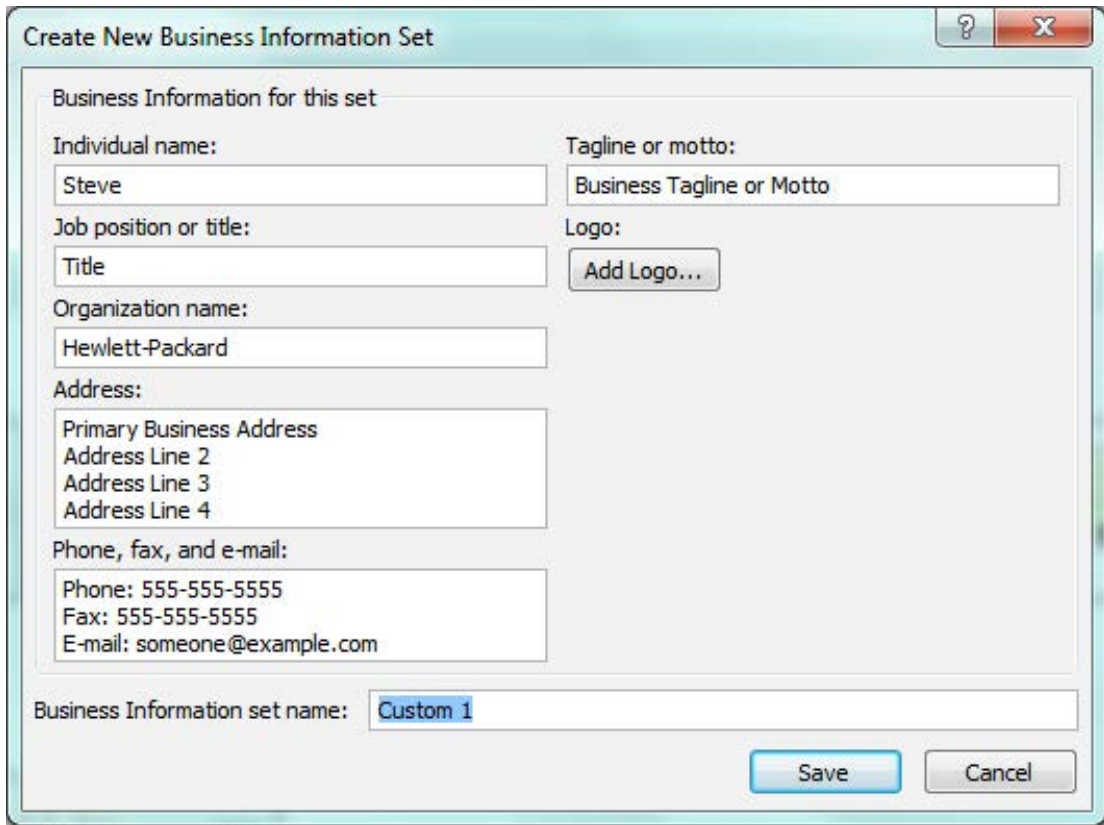 Create New Business Information Set
?
X
Business Information for this set
Individual name:
Steve
Tagline or motto:
Business Tagline or Motto
Job position or title:
Title
Logo:
Add Logo...
Organization name:
Hewlett-Packard
Address:
Primary Business Address
Address Line 2
Address Line 3
Address Line 4
Phone, fax, and e-mail:
Phone: 555-555-5555
Fax: 555-555-5555
E-mail: someone@example.com
Business Information set name:
Custom 1
Save
Cancel